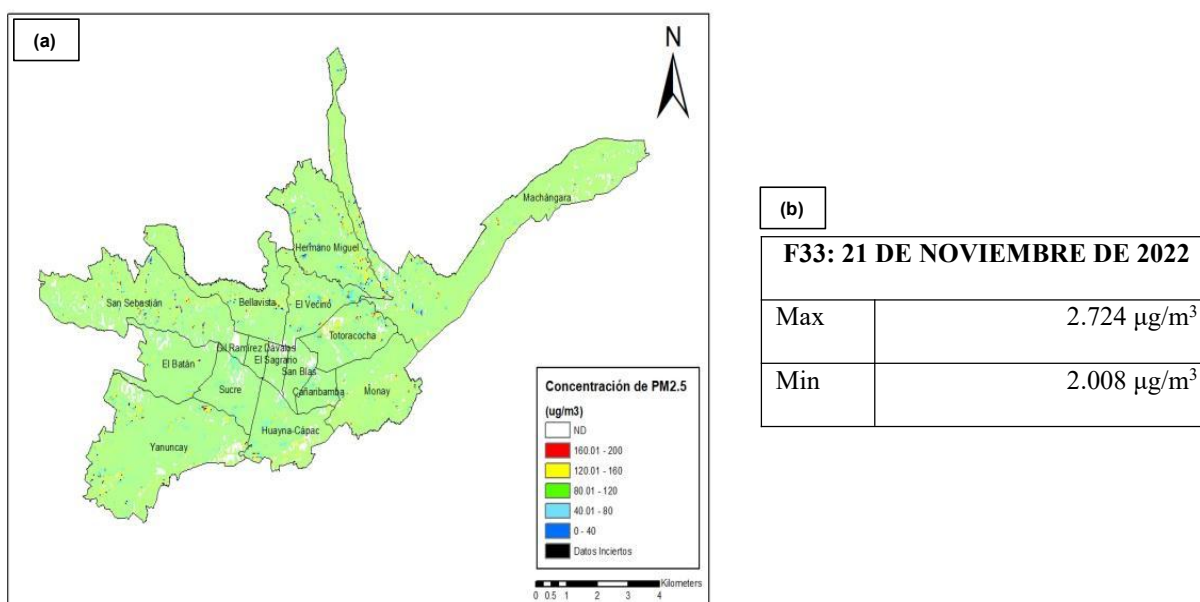 (a)
N
Machángara
Hermano Miguel
San Sebastián
Bellavista
El Vecino
Totoracocha
Gil Ramírez Dávalos
El Sagrario
El Batán
San Blas
Sucre
Cañaribamba
Monay
Yanuncay
Huayna-Cápac
Concentración de PM2.5
(ug/m3)
ND
160.01 - 200
120.01 - 160
80.01 - 120
40.01 - 80
0 - 40
Datos Inciertos
Kilometers
0 0.5 1 2 3 4
(b)
F33: 21 DE NOVIEMBRE DE 2022
Max 2.724 μg/m³
Min 2.008 μg/m³